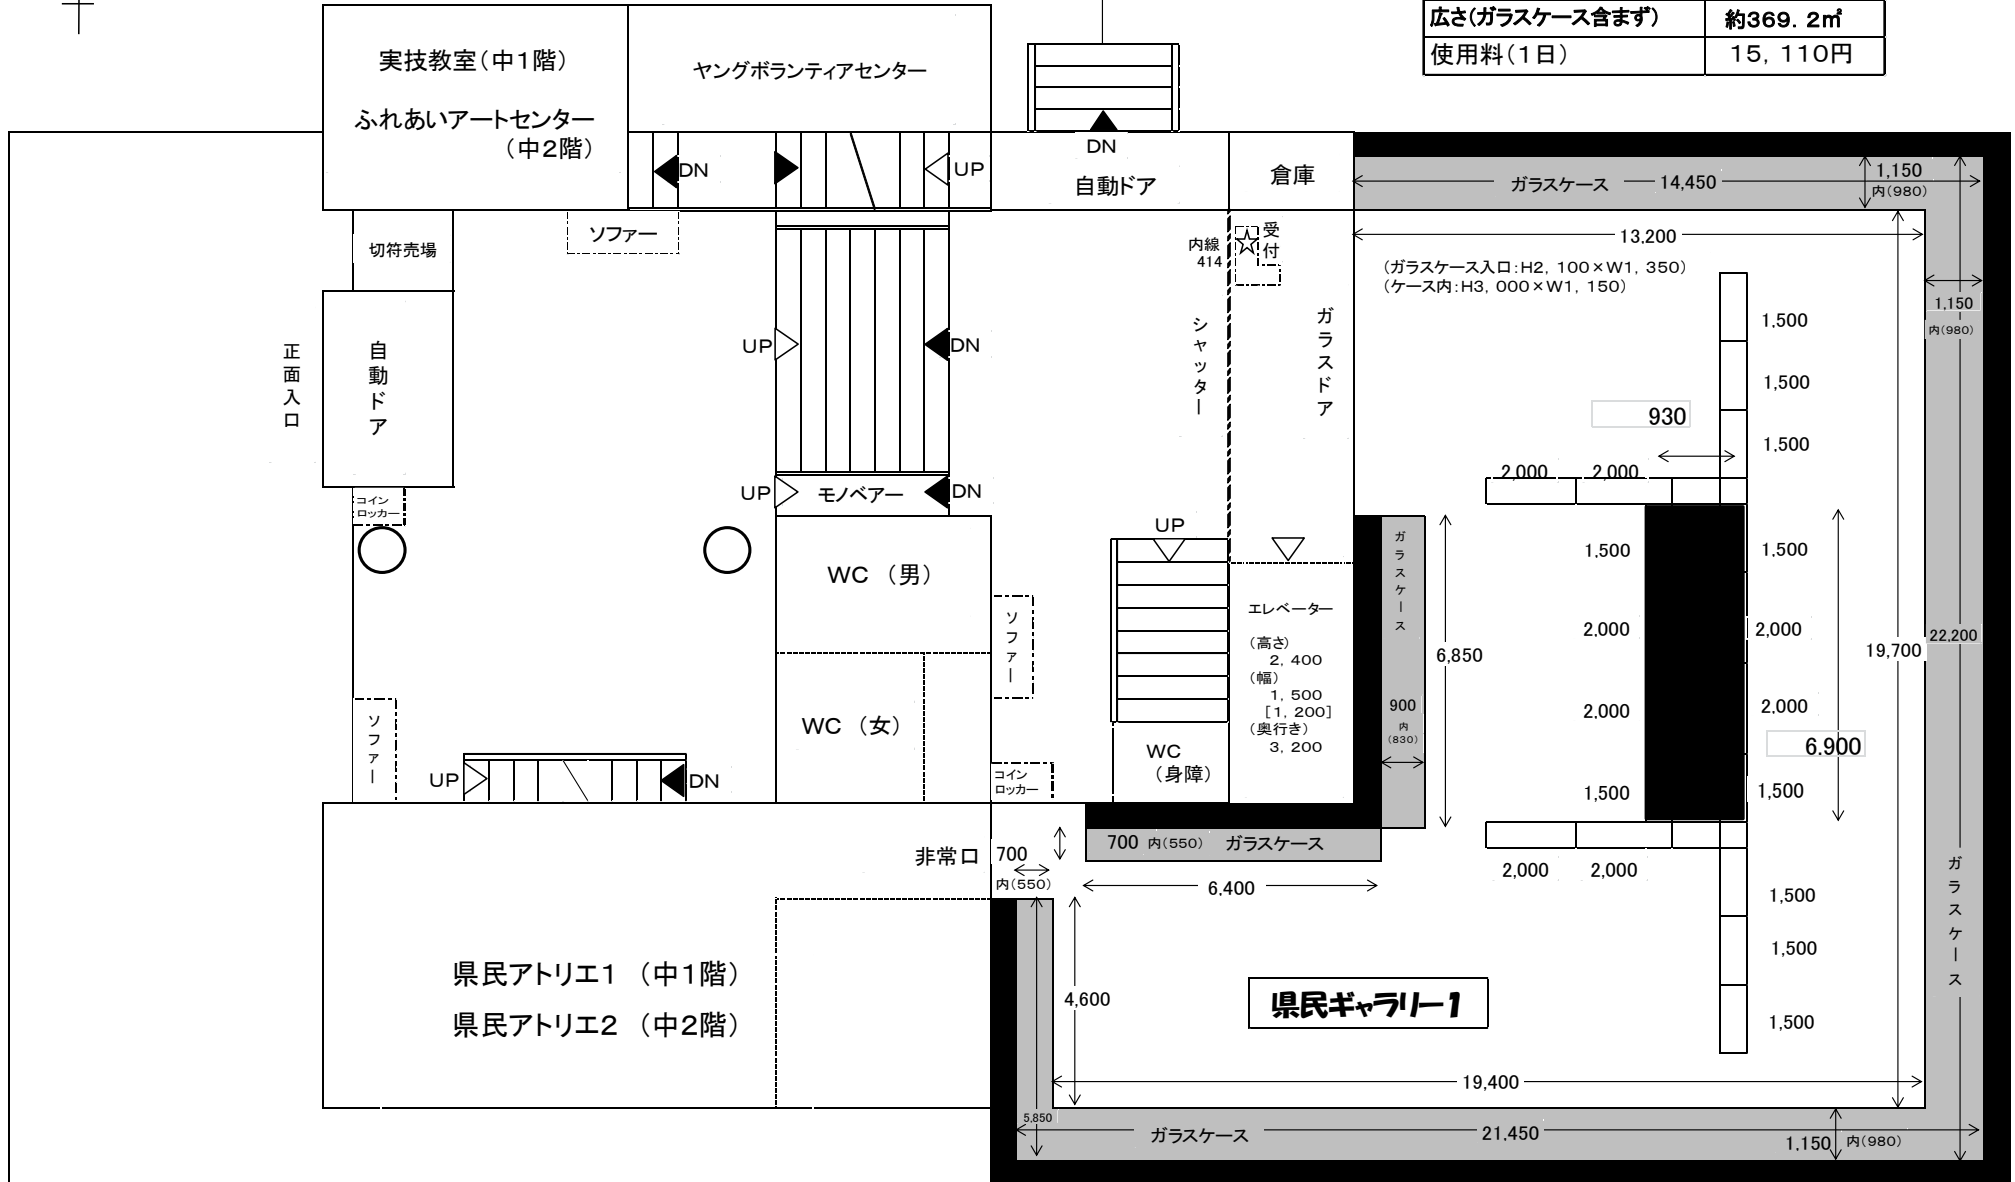 広さ(ガラスケース含まず) 約369.2㎡
使用料(1日) 15,110円
実技教室(中1階)
ふれあいアートセンター
(中2階)
ヤングボランティアセンター
DN
UP
DN
自動ドア
倉庫
ガラスケース 14,450
1,150
内(980)
切符売場
ソファー
内線
414
受付
13,200
(ガラスケース入口:H2,100×W1,350)
(ケース内:H3,000×W1,150)
1,150
内(980)
正面入口
自動ドア
UP
DN
シャッター
ガラスドア
1,500
1,500
930
1,500
2,000 2,000
コイン
ロッカー
UP
モノベアー
DN
UP
WC (男)
ソファー
エレベーター
(高さ)
2,400
(幅)
1,500
[1,200]
(奥行き)
3,200
ガラスケース
900
内
(830)
6,850
1,500
1,500
2,000
2,000
2,000
2,000
6,900
1,500
1,500
19,700
22,200
WC (女)
ソファー
UP
DN
コイン
ロッカー
WC
(身障)
非常口
700
内(550)
700 内(550) ガラスケース
6,400
2,000 2,000
1,500
1,500
1,500
ガラスケース
県民アトリエ1 (中1階)
県民アトリエ2 (中2階)
4,600
県民ギャラリー1
19,400
5,850
ガラスケース 21,450
1,150 内(980)